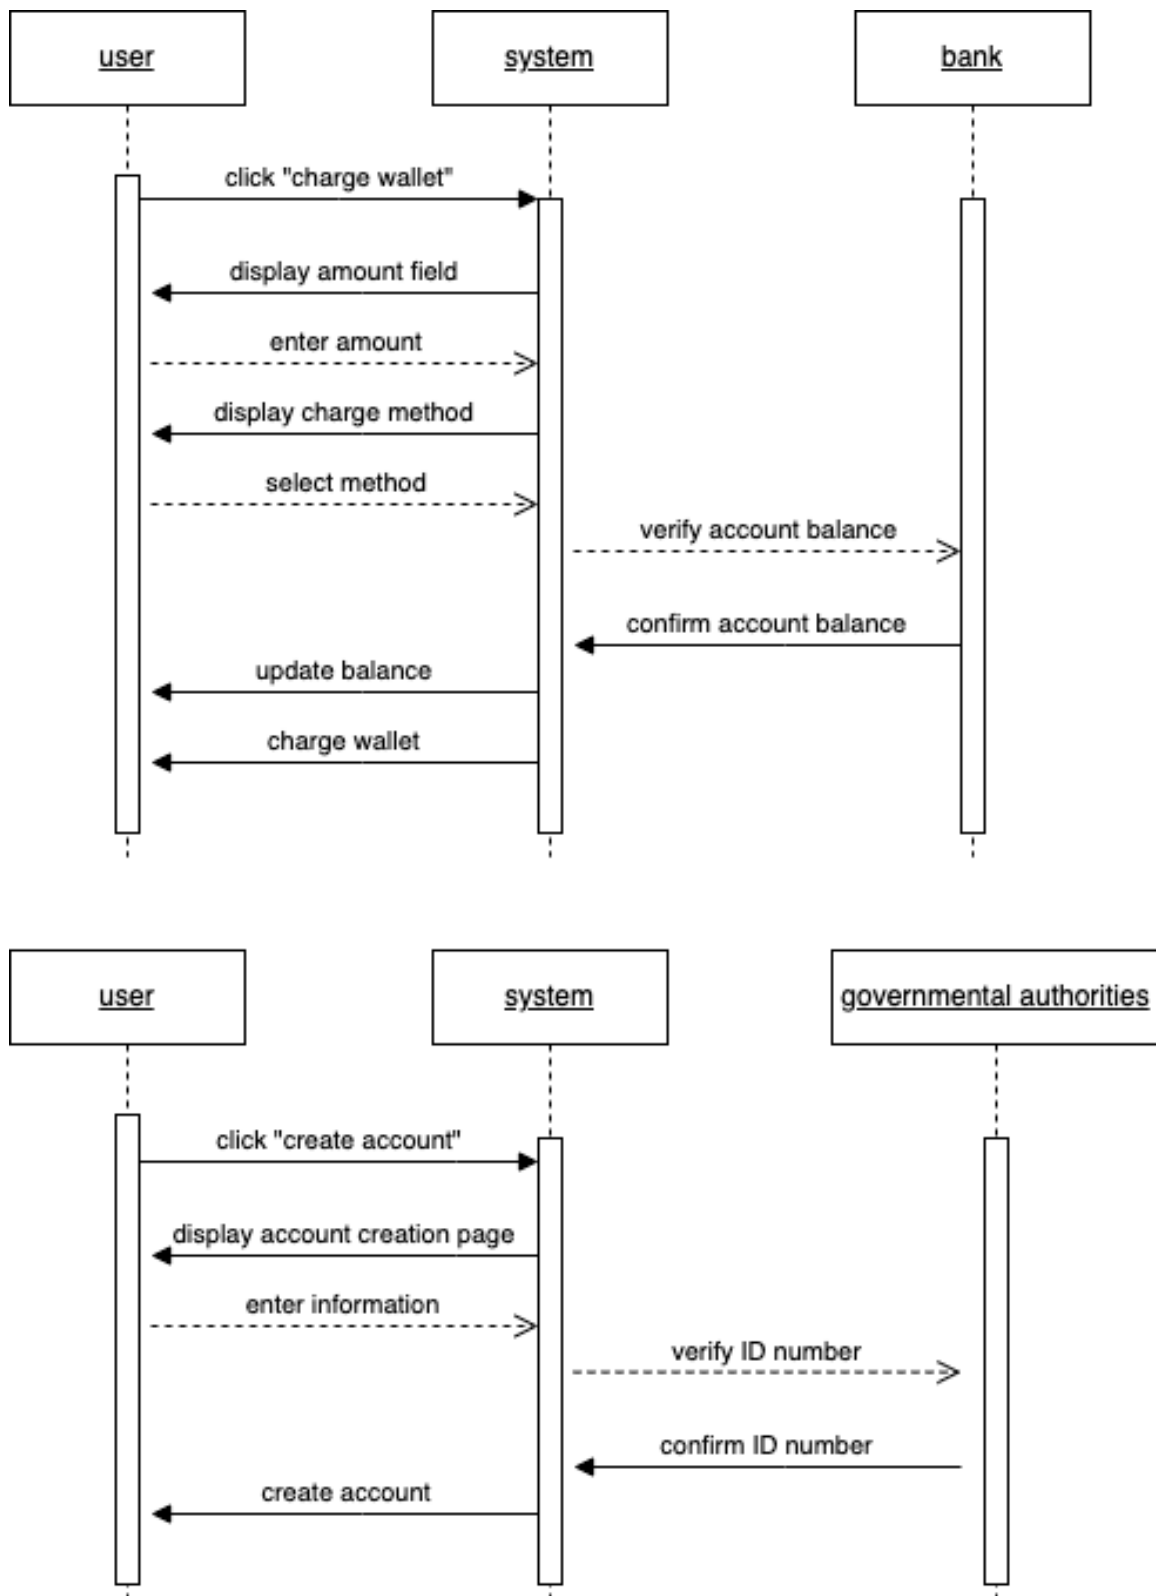 user
system
bank
click "charge wallet"
display amount field
enter amount
display charge method
select method
verify account balance
confirm account balance
update balance
charge wallet
user
system
governmental authorities
click "create account"
display account creation page
enter information
verify ID number
confirm ID number
create account